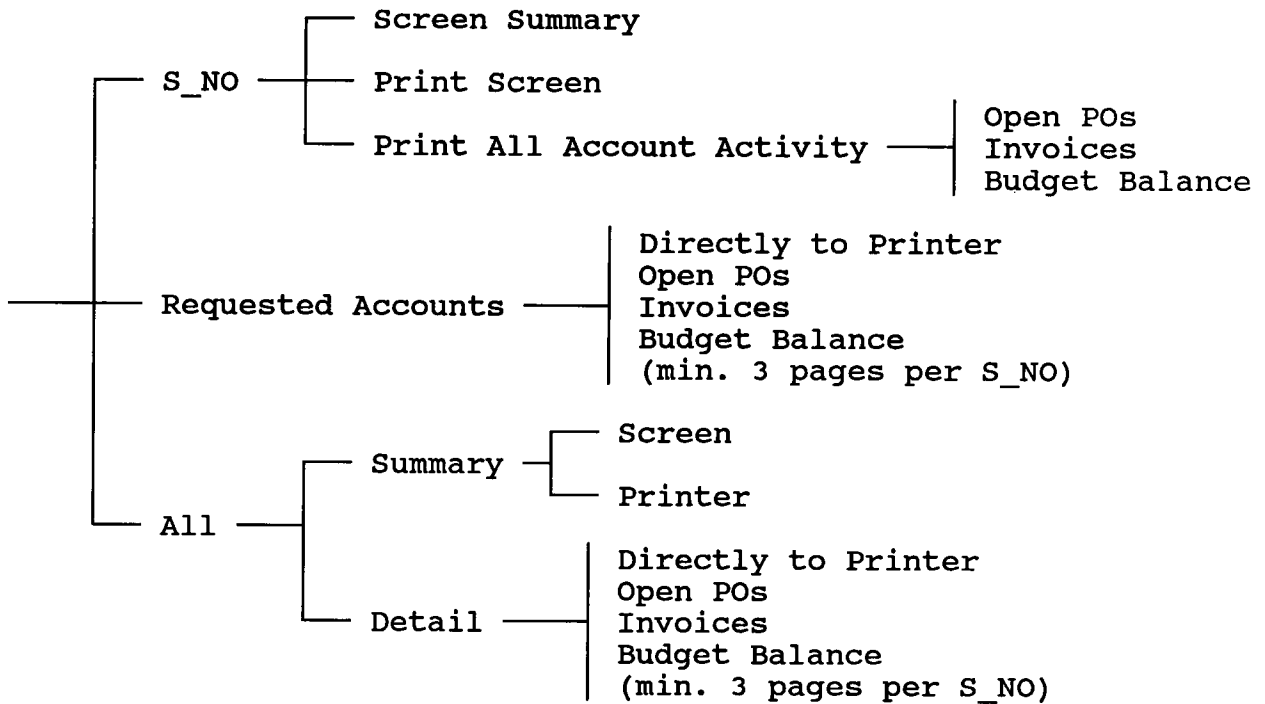 Screen Summary
S_NO
Print Screen
Print All Account Activity
Open POs
Invoices
Budget Balance
Requested Accounts
Directly to Printer
Open POs
Invoices
Budget Balance
(min. 3 pages per S_NO)
All
Summary
Screen
Printer
Detail
Directly to Printer
Open POs
Invoices
Budget Balance
(min. 3 pages per S_NO)